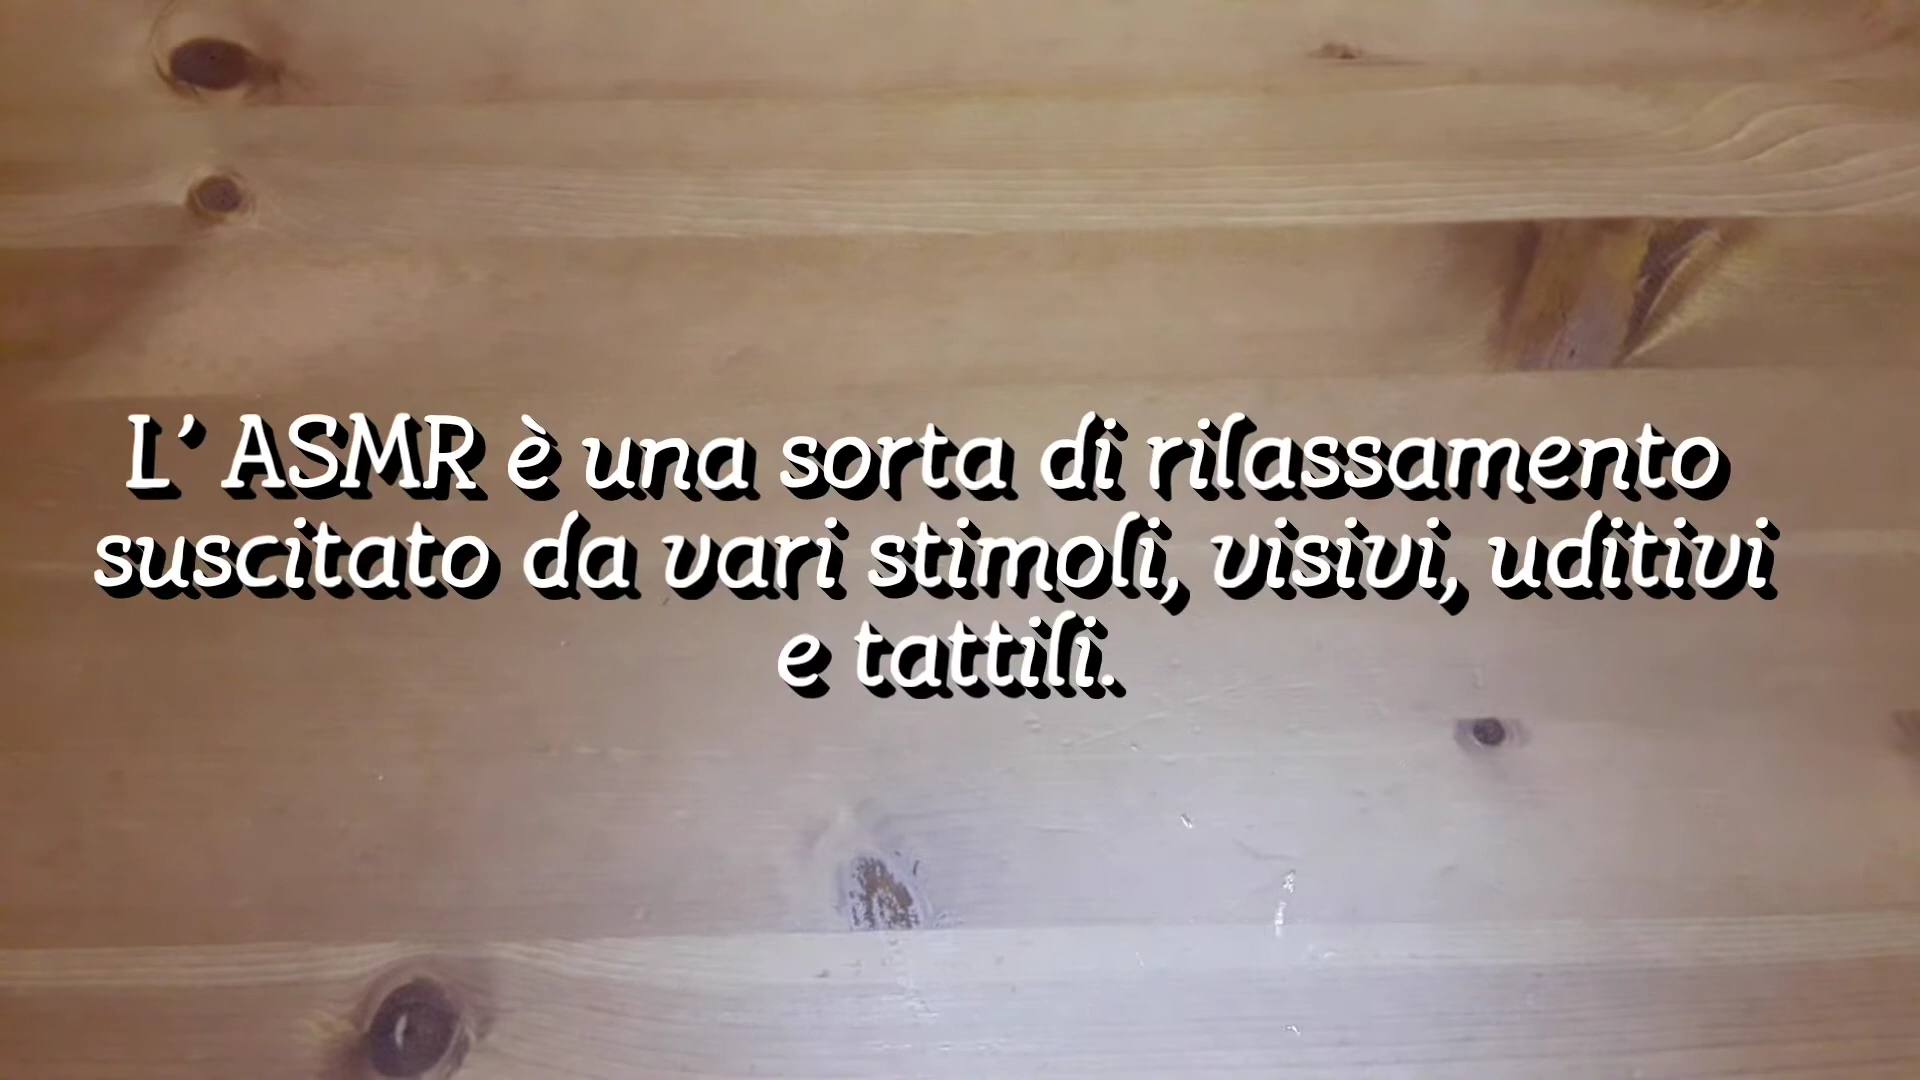 L' ASMR è una sorta di rilassamento
suscitato da vari stimoli, visivi, uditivi
e tattili.